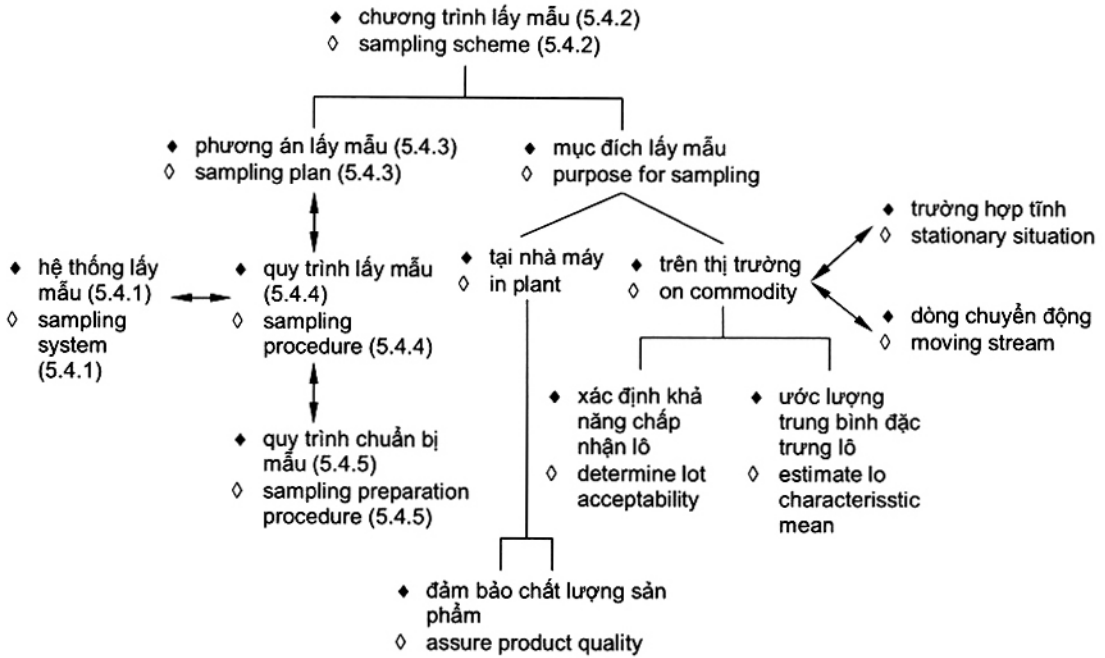 ♦ chương trình lấy mẫu (5.4.2)
◊ sampling scheme (5.4.2)
♦ phương án lấy mẫu (5.4.3)
◊ sampling plan (5.4.3)
♦ mục đích lấy mẫu
◊ purpose for sampling
♦ trường hợp tĩnh
◊ stationary situation
♦ hệ thống lấy
mẫu (5.4.1)
◊ sampling
system
(5.4.1)
♦ quy trình lấy mẫu
(5.4.4)
◊ sampling
procedure (5.4.4)
♦ tại nhà máy
◊ in plant
♦ trên thị trường
◊ on commodity
♦ dòng chuyển động
◊ moving stream
♦ quy trình chuẩn bị
mẫu (5.4.5)
◊ sampling preparation
procedure (5.4.5)
♦ xác định khả
năng chấp
nhận lô
◊ determine lot
acceptability
♦ ước lượng
trung bình đặc
trưng lô
◊ estimate lo
characterisstic
mean
♦ đảm bảo chất lượng sản
phẩm
◊ assure product quality